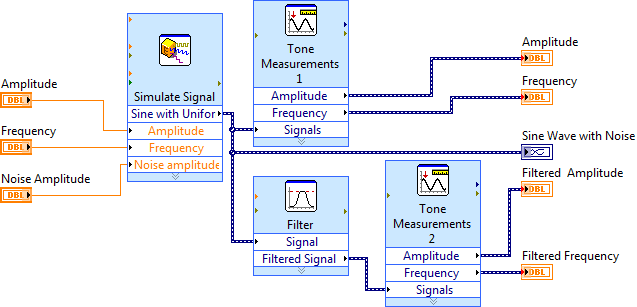 Amplitude
DBL
Frequency
DBL
Noise Amplitude
DBL
Simulate Signal
Sine with Unifor
Amplitude
Frequency
Noise amplitude
Tone
Measurements
1
Amplitude
Frequency
Signals
Filter
Signal
Filtered Signal
Tone
Measurements
2
Amplitude
Frequency
Signals
Amplitude
DBL
Frequency
DBL
Sine Wave with Noise
Filtered Amplitude
DBL
Filtered Frequency
DBL